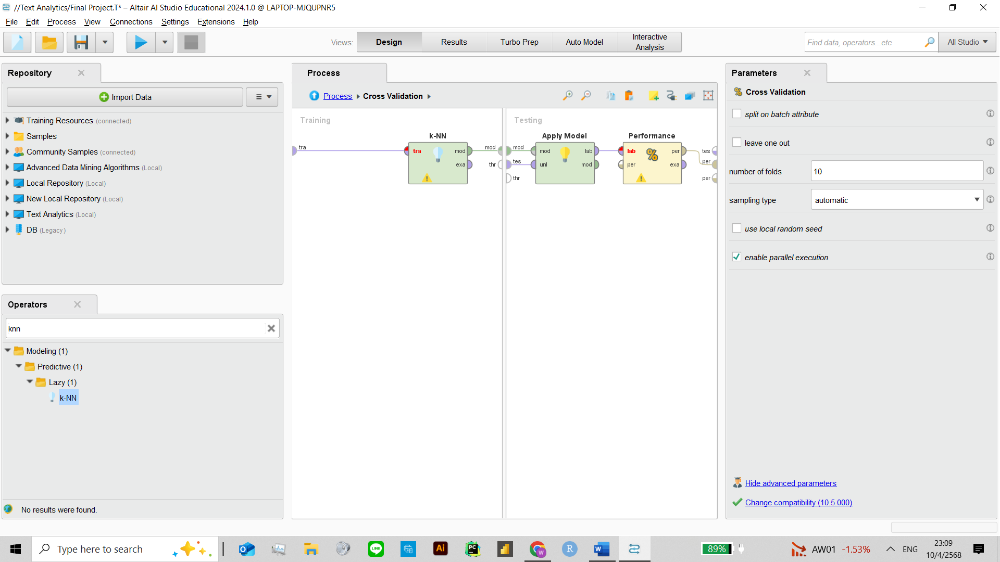 //Text Analytics/Final Project.T* – Altair AI Studio Educational 2024.1.0 @ LAPTOP-MJQUPNR5
File Edit Process View Connections Settings Extensions Help
Views: Design Results Turbo Prep Auto Model Interactive Analysis
Find data, operators...etc All Studio
Repository
Import Data
Training Resources (connected)
Samples
Community Samples (connected)
Advanced Data Mining Algorithms (Local)
Local Repository (Local)
New Local Repository (Local)
Text Analytics (Local)
DB (Legacy)
Operators
knn
Modeling (1)
Predictive (1)
Lazy (1)
k-NN
No results were found.
Process
Process Cross Validation
Training
tra
k-NN
tra mod
exa
mod
thr
Testing
mod
tes
thr
Apply Model
mod lab
unl mod
Performance
%
lab per
per exa
tes
per
per
Parameters
% Cross Validation
split on batch attribute
leave one out
number of folds 10
sampling type automatic
use local random seed
enable parallel execution
Hide advanced parameters
Change compatibility (10.5.000)
Type here to search
LINE
Ai
PC
W
R
W
89%
AW01 -1.53%
ENG
23:09
10/4/2568